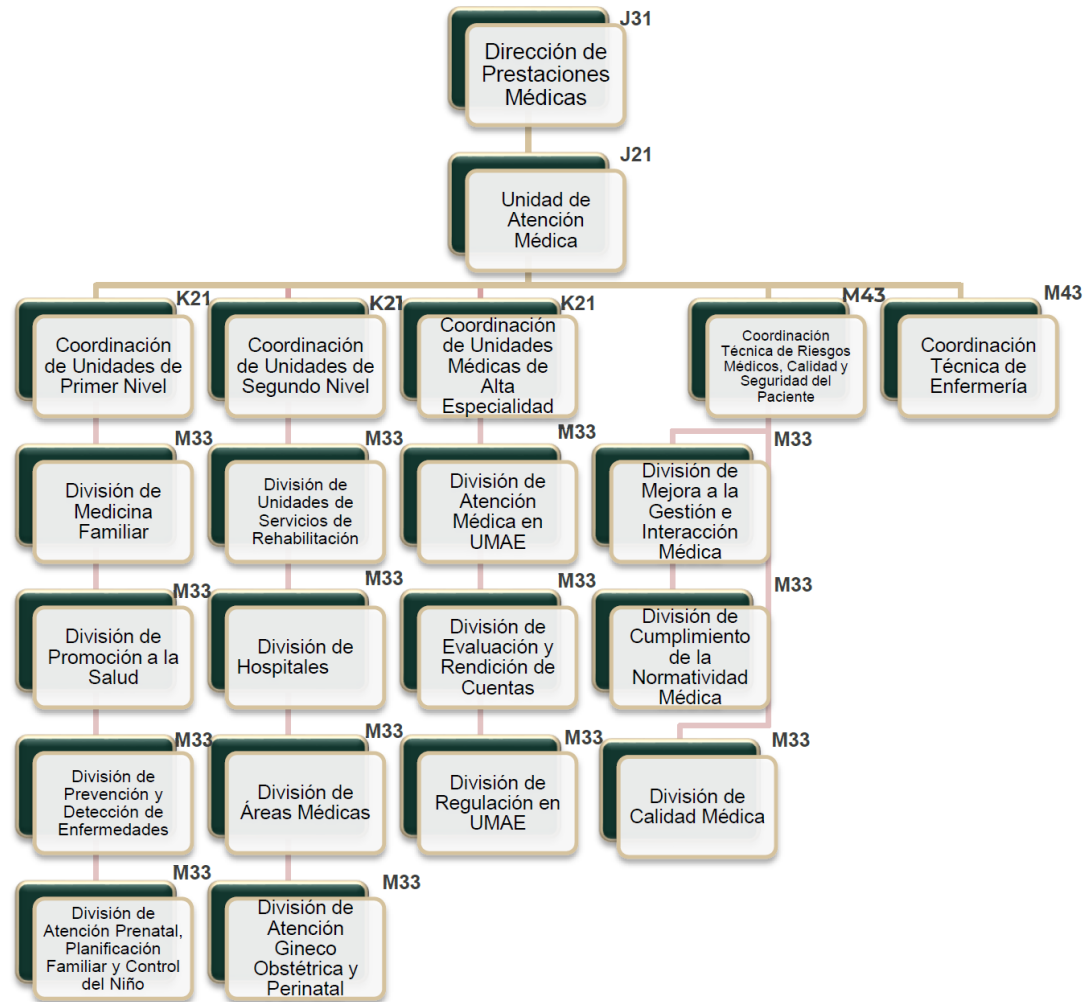 J31
Dirección de
Prestaciones
Médicas
J21
Unidad de
Atención
Médica
K21
Coordinación
de Unidades de
Primer Nivel
K21
Coordinación
de Unidades de
Segundo Nivel
K21
Coordinación
de Unidades
Médicas de
Alta
Especialidad
M43
Coordinación
Técnica de Riesgos
Médicos, Calidad y
Seguridad del
Paciente
M43
Coordinación
Técnica de
Enfermería
M33
División de
Medicina
Familiar
M33
División de
Unidades de
Servicios de
Rehabilitación
M33
División de
Atención
Médica en
UMAE
M33
División de
Mejora a la
Gestión e
Interacción
Médica
M33
División de
Promoción a la
Salud
M33
División de
Hospitales
M33
División de
Evaluación y
Rendición de
Cuentas
M33
División de
Cumplimiento
de la
Normatividad
Médica
M33
División de
Prevención y
Detección de
Enfermedades
M33
División de
Áreas Médicas
M33
División de
Regulación en
UMAE
M33
División de
Calidad Médica
M33
División de
Atención Prenatal,
Planificación
Familiar y Control
del Niño
M33
División de
Atención
Gineco
Obstétrica y
Perinatal